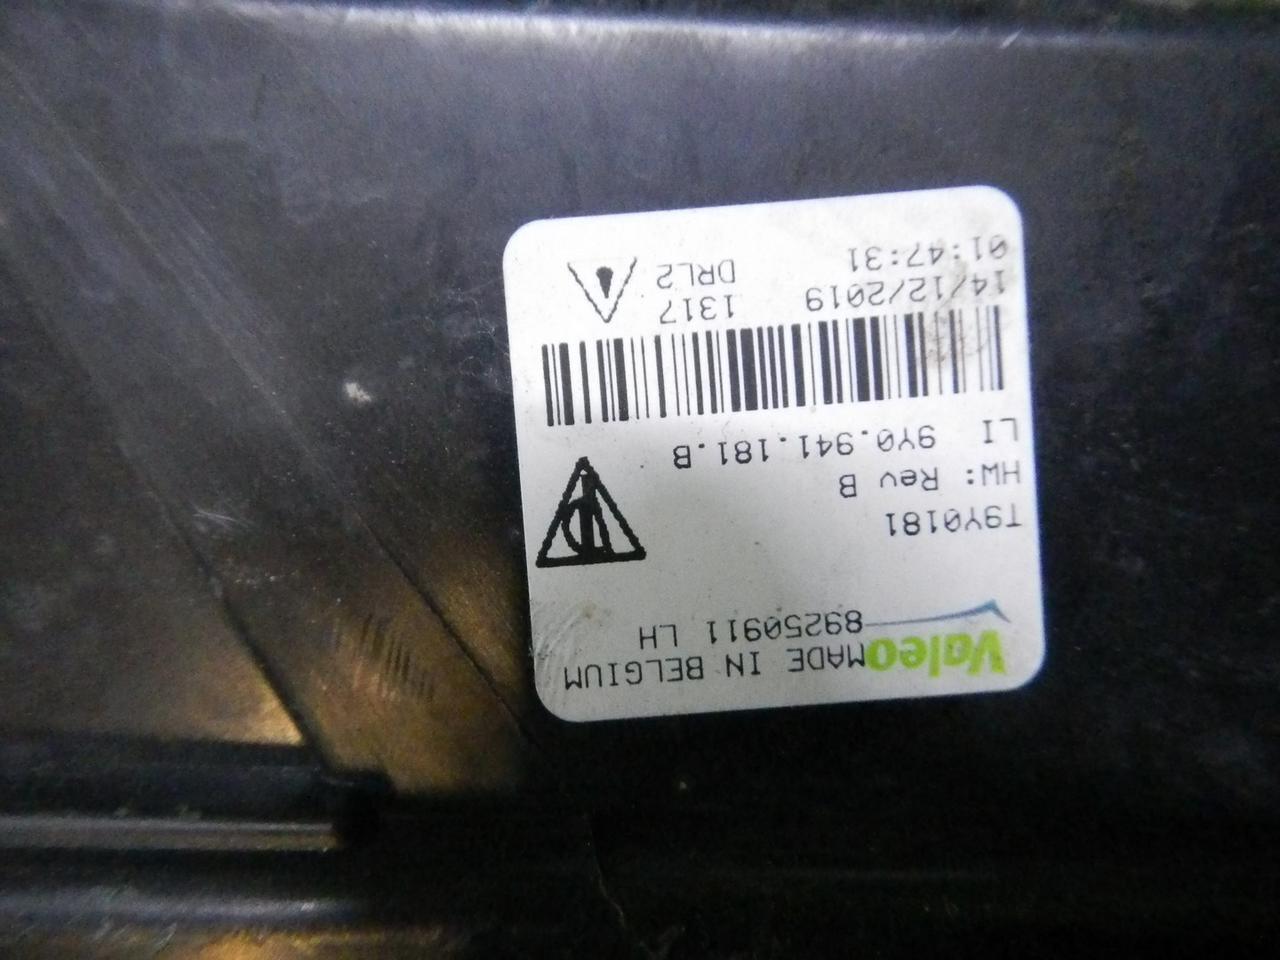 Valeo MADE IN BELGIUM
89250911 LH
T9Y0181
HW: Rev B
LI 9Y0.941.181.B
14/12/2019 1317
01:47:31 DRL2